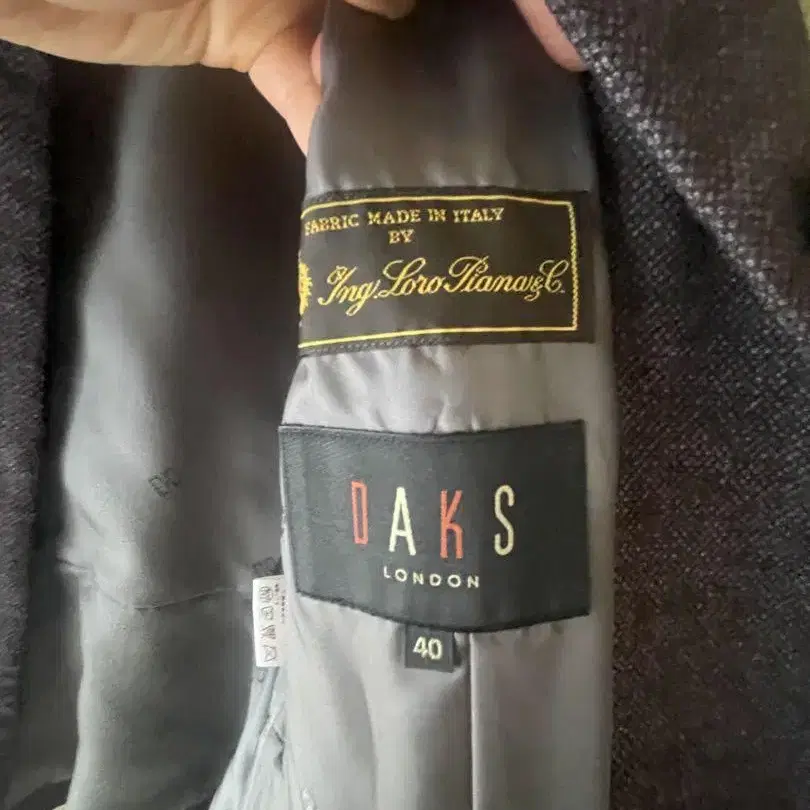 FABRIC MADE IN ITALY
BY
Ing. Loro Piana & C.
DAKS
LONDON
40